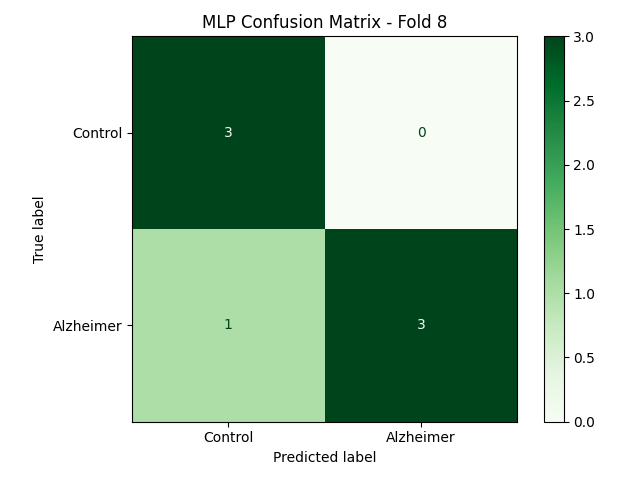 MLP Confusion Matrix - Fold 8
True label
Control
3
0
Alzheimer
1
3
Control
Alzheimer
Predicted label
3.0
2.5
2.0
1.5
1.0
0.5
0.0